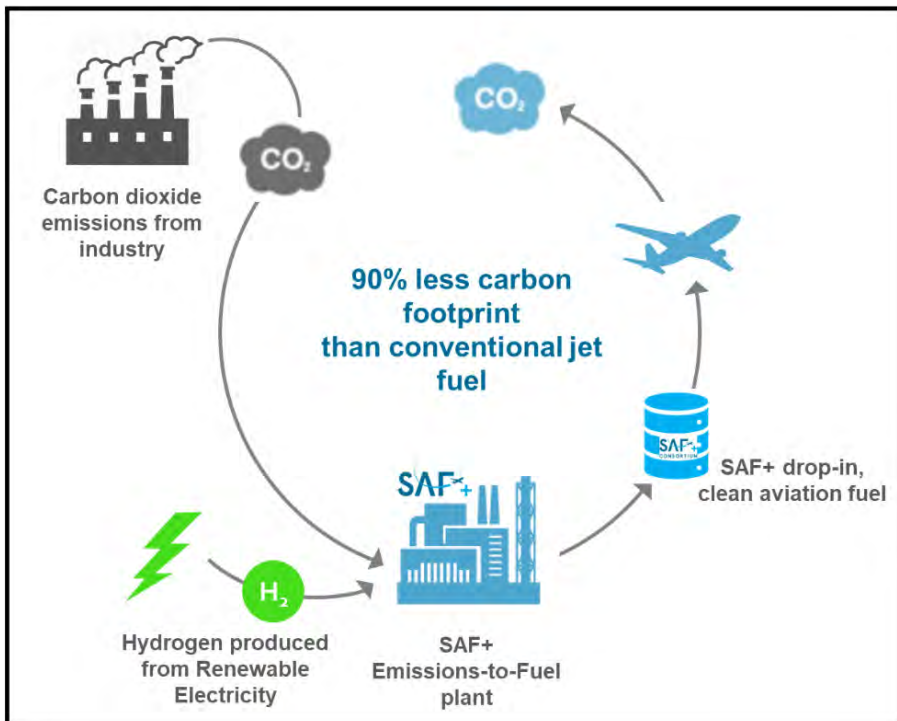 CO₂
CO₂
Carbon dioxide
emissions from
industry
90% less carbon
footprint
than conventional jet
fuel
SAF+
CONSORTIUM
SAF+ drop-in,
clean aviation fuel
SAF+
H₂
Hydrogen produced
from Renewable
Electricity
SAF+
Emissions-to-Fuel
plant